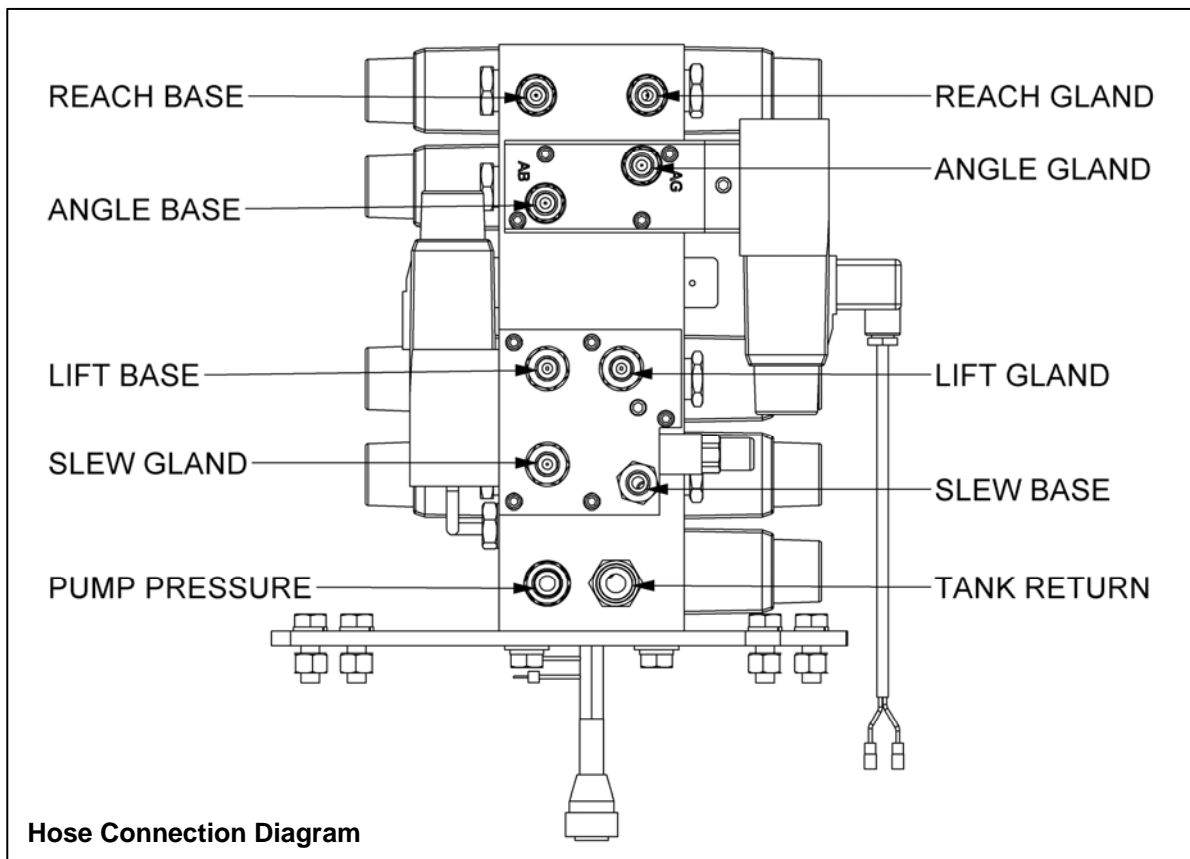 REACH BASE
REACH GLAND
ANGLE GLAND
AB
AG
ANGLE BASE
LIFT BASE
LIFT GLAND
SLEW GLAND
SLEW BASE
PUMP PRESSURE
TANK RETURN
Hose Connection Diagram